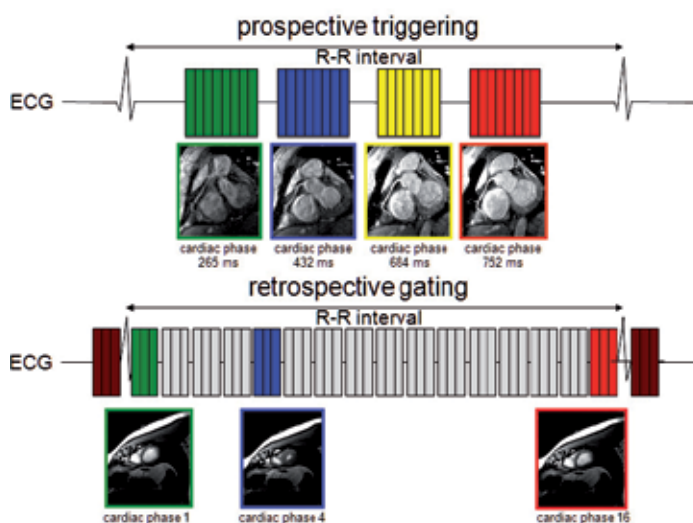 prospective triggering
R-R interval
ECG
cardiac phase
265 ms
cardiac phase
432 ms
cardiac phase
684 ms
cardiac phase
752 ms
retrospective gating
R-R interval
ECG
cardiac phase 1
cardiac phase 4
cardiac phase 16